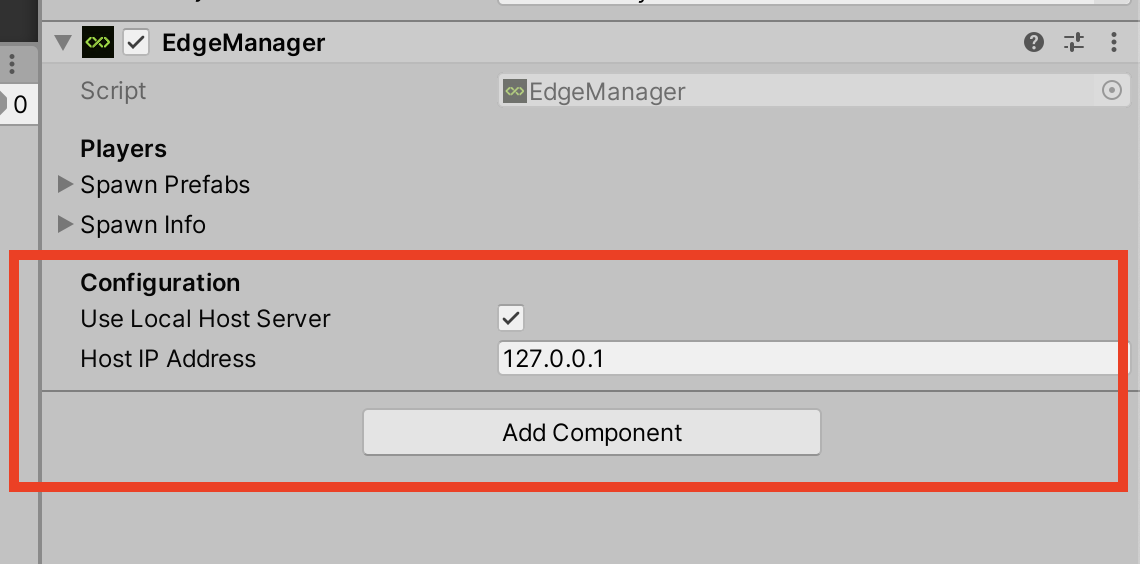 EdgeManager
0
Script EdgeManager
Players
Spawn Prefabs
Spawn Info
Configuration
Use Local Host Server
Host IP Address 127.0.0.1
Add Component